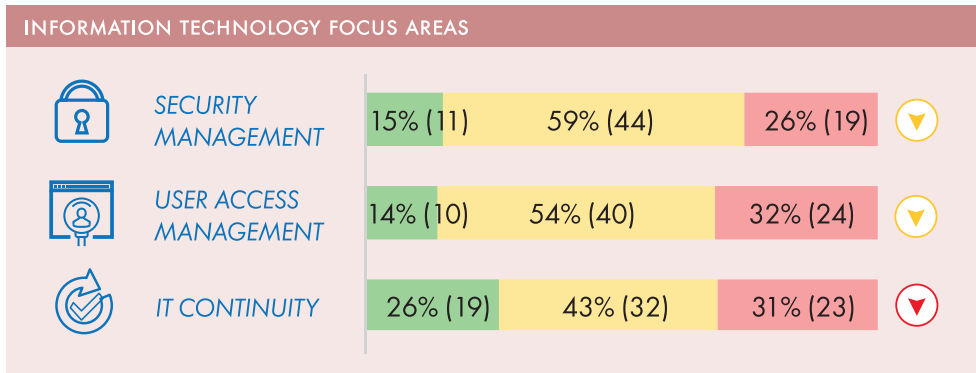 INFORMATION TECHNOLOGY FOCUS AREAS
SECURITY
MANAGEMENT
15% (11) 59% (44) 26% (19)
USER ACCESS
MANAGEMENT
14% (10) 54% (40) 32% (24)
IT CONTINUITY
26% (19) 43% (32) 31% (23)